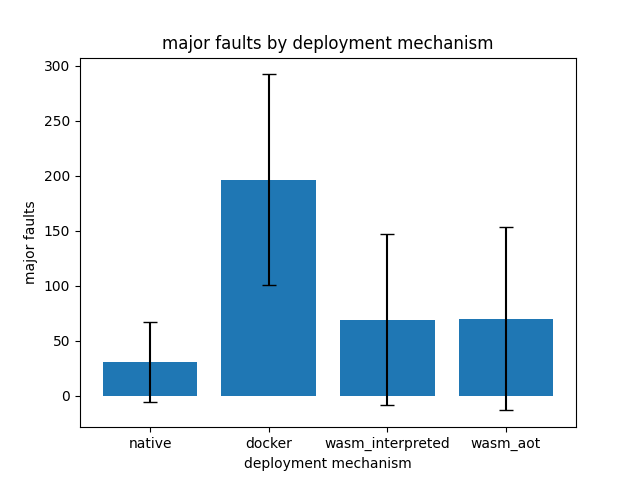 major faults by deployment mechanism
300
250
200
150
100
50
0
major faults
native docker wasm_interpreted wasm_aot
deployment mechanism